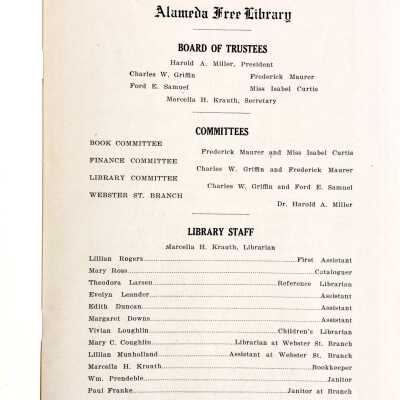 Alameda Free Library
BOARD OF TRUSTEES
Harold A. Miller, President
Charles W. Griffin Frederick Maurer
Ford E. Samuel Miss Isabel Curtis
Marcella H. Krauth, Secretary
COMMITTEES
BOOK COMMITTEE
Frederick Maurer and Miss Isabel Curtis
FINANCE COMMITTEE
Charles W. Griffin and Frederick Maurer
LIBRARY COMMITTEE
Charles W. Griffin and Ford E. Samuel
WEBSTER ST. BRANCH
Dr. Harold A. Miller
LIBRARY STAFF
Marcella H. Krauth, Librarian
Lillian Rogers First Assistant
Mary Ross Cataloguer
Theodora Larsen Reference Librarian
Evelyn Leander Assistant
Edith Duncan Assistant
Margaret Downs Assistant
Vivian Loughlin Children's Librarian
Mary C. Coughlin Librarian at Webster St. Branch
Lillian Munholland Assistant at Webster St. Branch
Marcella H. Krauth Bookkeeper
Wm. Prendeble Janitor
Paul Franke Janitor at Branch